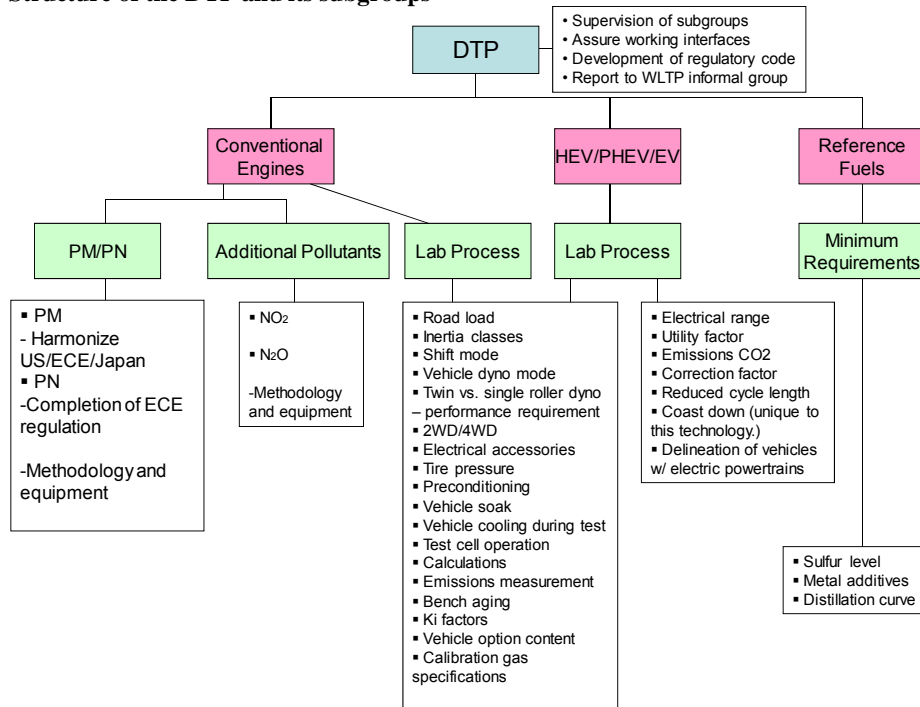 Structure of the DTP and its subgroups
DTP
• Supervision of subgroups
• Assure working interfaces
• Development of regulatory code
• Report to WLTP informal group
Conventional
Engines
HEV/PHEV/EV
Reference
Fuels
PM/PN
Additional Pollutants
Lab Process
Lab Process
Minimum
Requirements
▪ PM
- Harmonize
US/ECE/Japan
▪ PN
-Completion of ECE
regulation
-Methodology and
equipment
▪ NO2
▪ N2O
-Methodology
and equipment
▪ Road load
▪ Inertia classes
▪ Shift mode
▪ Vehicle dyno mode
▪ Twin vs. single roller dyno
– performance requirement
▪ 2WD/4WD
▪ Electrical accessories
▪ Tire pressure
▪ Preconditioning
▪ Vehicle soak
▪ Vehicle cooling during test
▪ Test cell operation
▪ Calculations
▪ Emissions measurement
▪ Bench aging
▪ Ki factors
▪ Vehicle option content
▪ Calibration gas
specifications
▪ Electrical range
▪ Utility factor
▪ Emissions CO2
▪ Correction factor
▪ Reduced cycle length
▪ Coast down (unique to
this technology.)
▪ Delineation of vehicles
w/ electric powertrains
▪ Sulfur level
▪ Metal additives
▪ Distillation curve